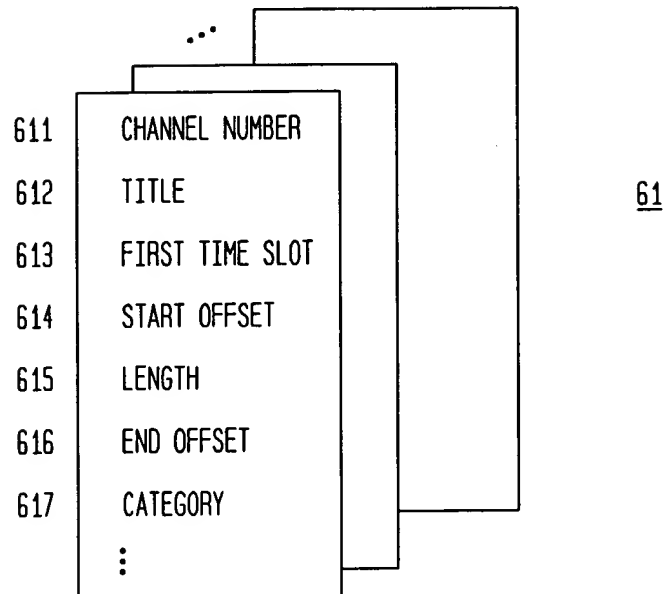 611 CHANNEL NUMBER
612 TITLE
61
613 FIRST TIME SLOT
614 START OFFSET
615 LENGTH
616 END OFFSET
617 CATEGORY